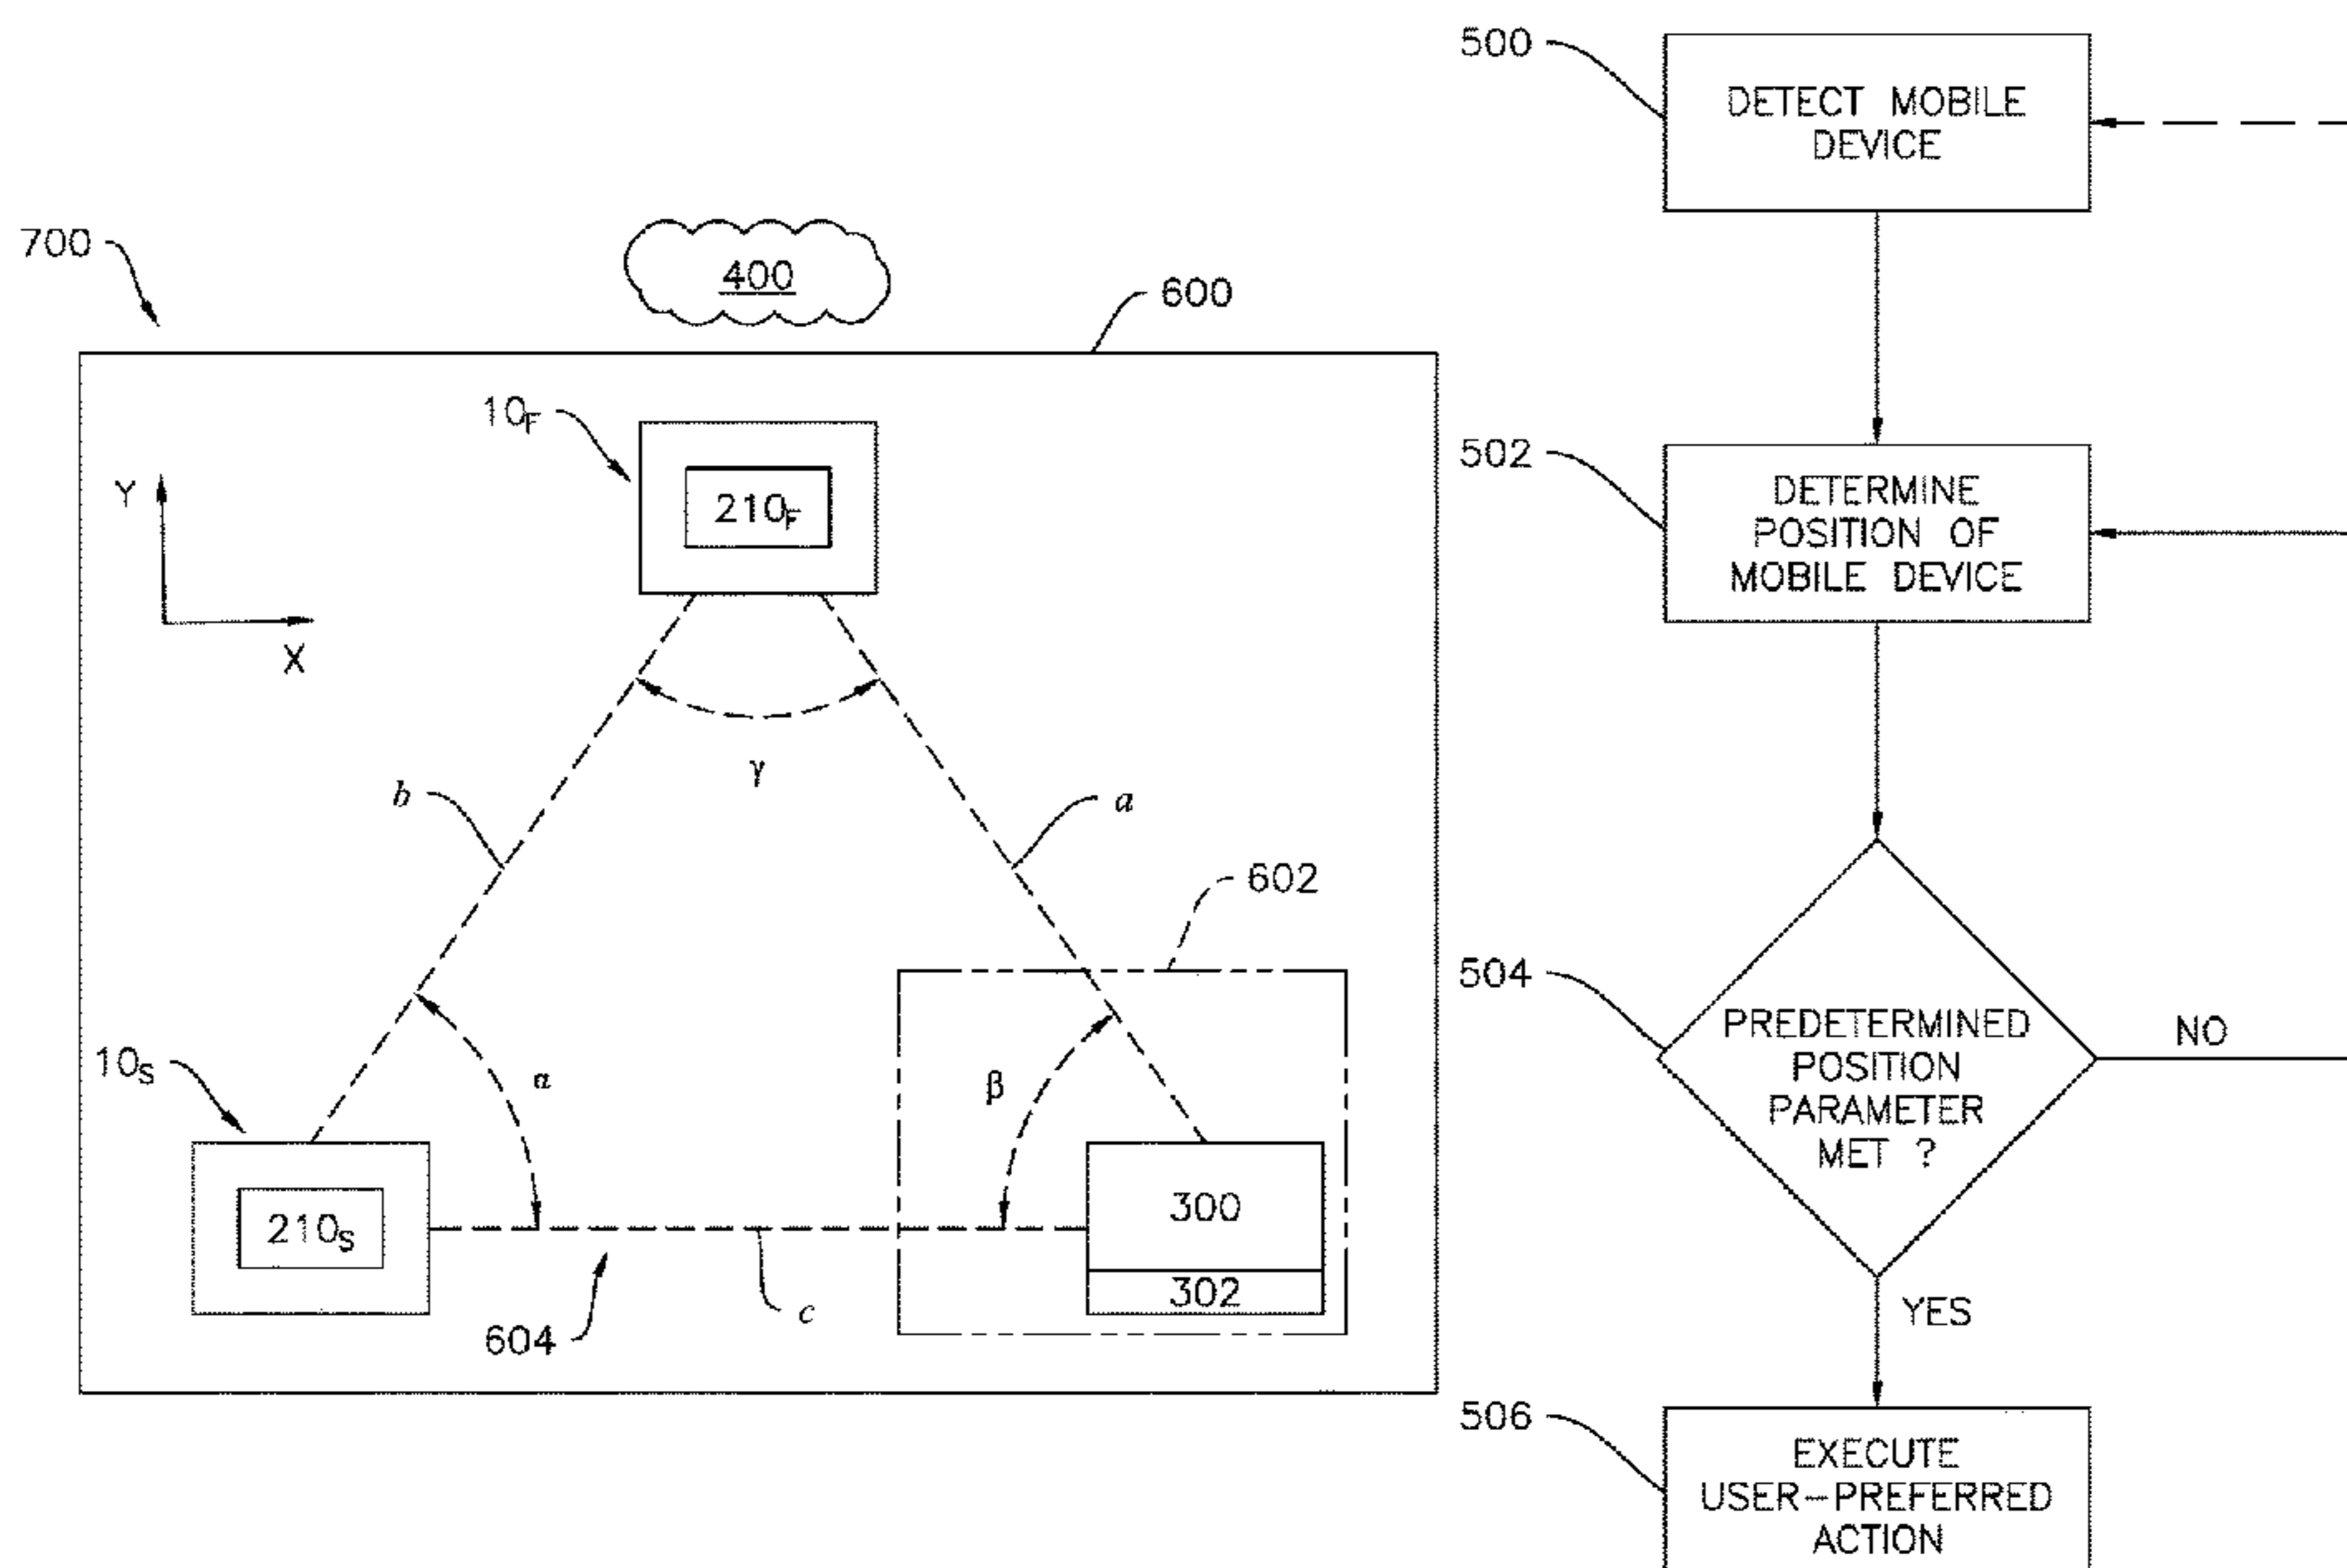 700
400
600
10F
210F
Y
X
γ
b
a
602
10S
α
β
210S
300
302
604
c
500
DETECT MOBILE
DEVICE
502
DETERMINE
POSITION OF
MOBILE DEVICE
504
PREDETERMINED
POSITION
PARAMETER
MET ?
NO
YES
506
EXECUTE
USER-PREFERRED
ACTION